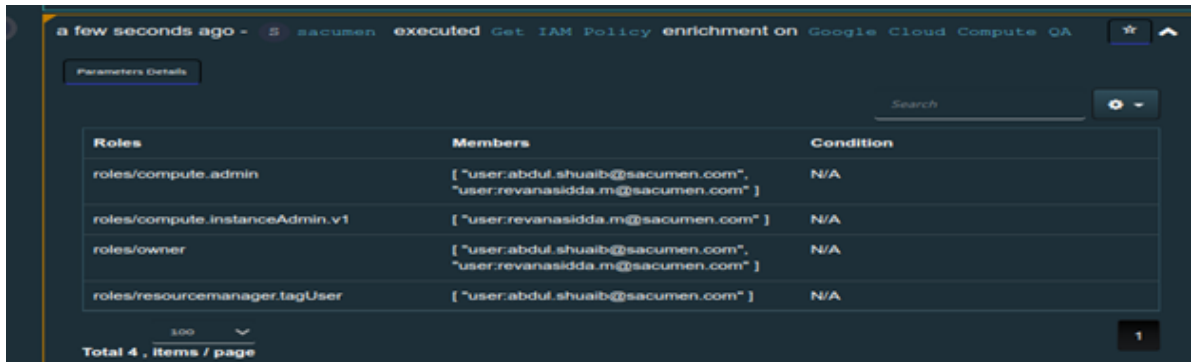 a few seconds ago - S sacumen executed Get IAM Policy enrichment on Google Cloud Compute QA
Parameters Details
Search
Roles Members Condition
roles/compute.admin [ "user:abdul.shuaib@sacumen.com", N/A
"user:revanasidda.m@sacumen.com" ]
roles/compute.instanceAdmin.v1 [ "user:revanasidda.m@sacumen.com" ] N/A
roles/owner [ "user:abdul.shuaib@sacumen.com", N/A
"user:revanasidda.m@sacumen.com" ]
roles/resourcemanager.tagUser [ "user:abdul.shuaib@sacumen.com" ] N/A
100
1
Total 4 , items / page